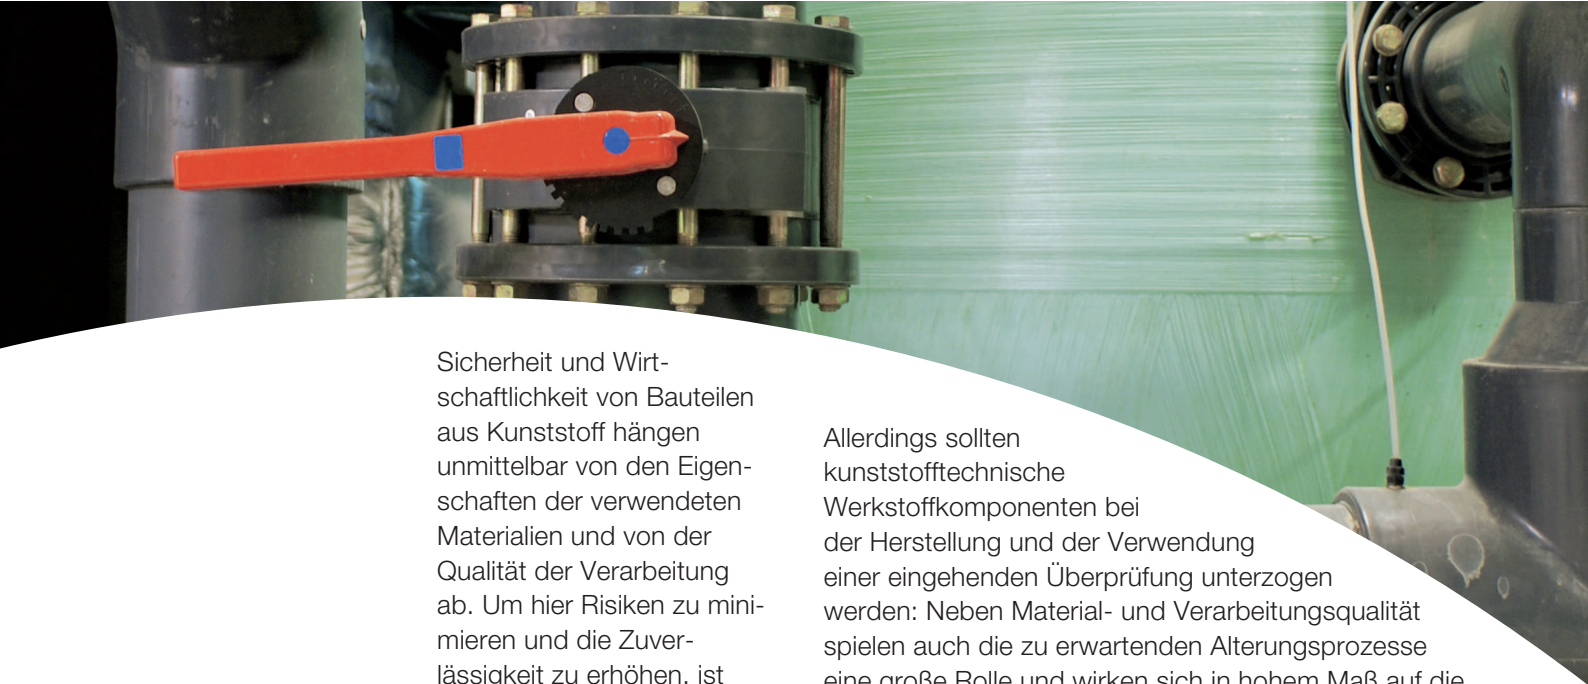 Sicherheit und Wirt-
schaftlichkeit von Bauteilen
aus Kunststoff hängen
unmittelbar von den Eigen-
schaften der verwendeten
Materialien und von der
Qualität der Verarbeitung
ab. Um hier Risiken zu mini-
mieren und die Zuver-
lässigkeit zu erhöhen, ist
Allerdings sollten
kunststofftechnische
Werkstoffkomponenten bei
der Herstellung und der Verwendung
einer eingehenden Überprüfung unterzogen
werden: Neben Material- und Verarbeitungsqualität
spielen auch die zu erwartenden Alterungsprozesse
eine große Rolle und wirken sich in hohem Maß auf die